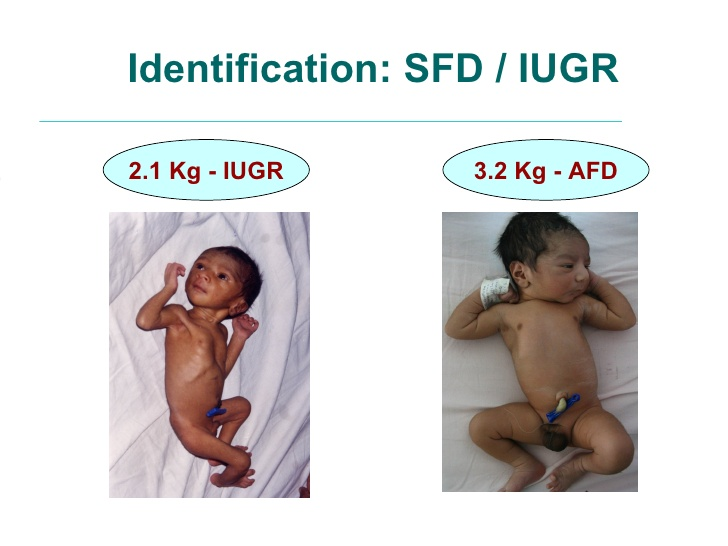 Identification: SFD / IUGR
2.1 Kg - IUGR
3.2 Kg - AFD